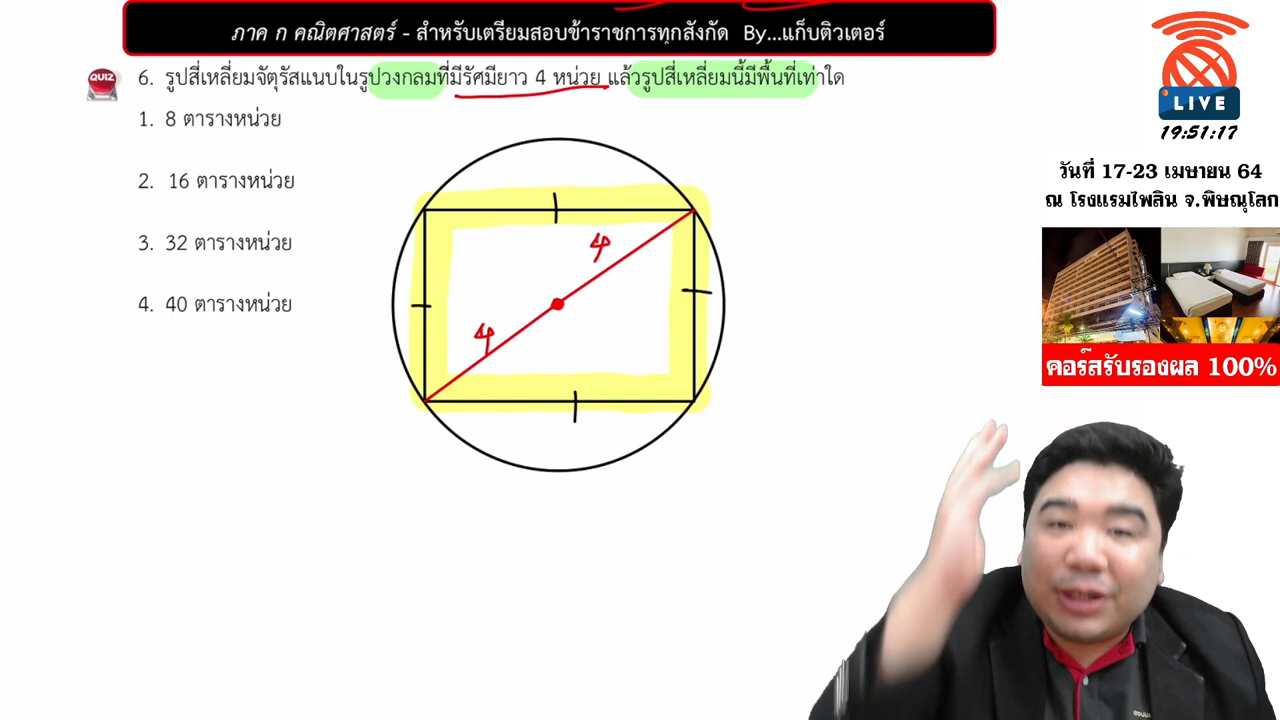 ภาค ก คณิตศาสตร์ - สำหรับเตรียมสอบข้าราชการทุกสังกัด By...แก็บติวเตอร์
QUIZ
6. รูปสี่เหลี่ยมจัตุรัสแนบในรูปวงกลมที่มีรัศมียาว 4 หน่วย แล้วรูปสี่เหลี่ยมนี้มีพื้นที่เท่าใด
1. 8 ตารางหน่วย
2. 16 ตารางหน่วย
3. 32 ตารางหน่วย
4. 40 ตารางหน่วย
4
4
LIVE
19:51:17
วันที่ 17-23 เมษายน 64
ณ โรงแรมไพลิน จ.พิษณุโลก
คอร์สรับรองผล 100%